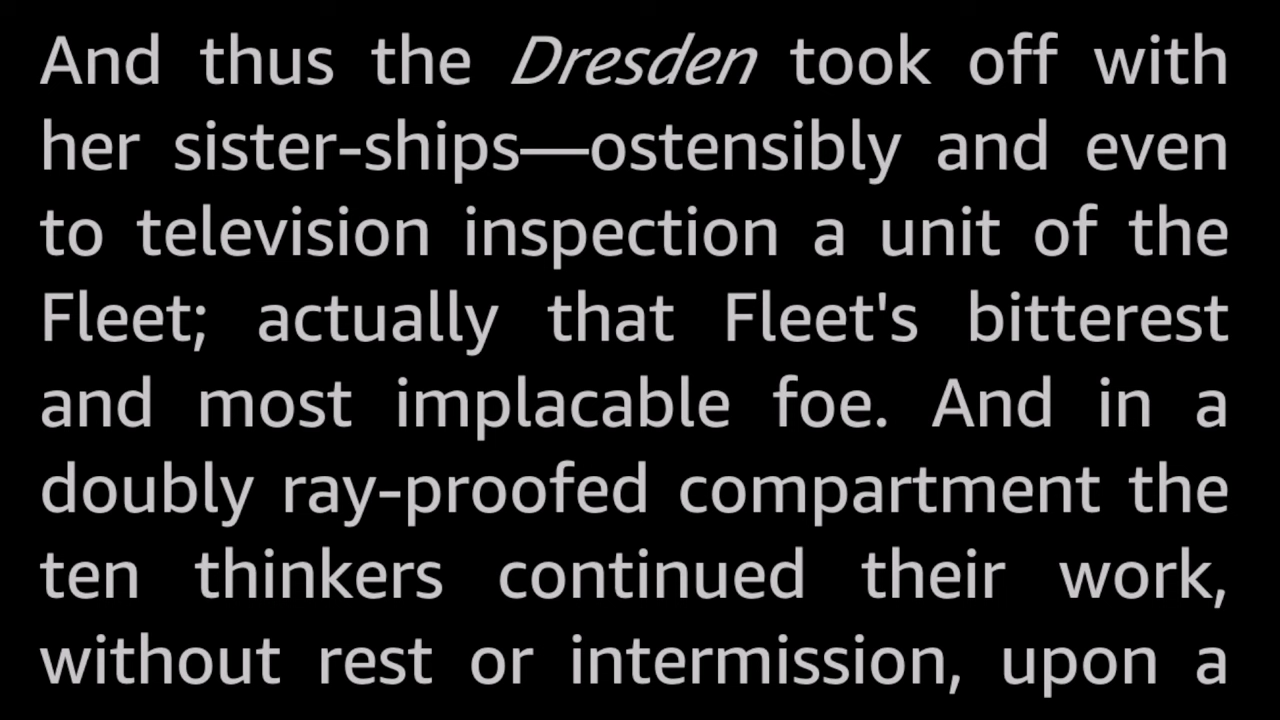 And thus the Dresden took off with
her sister-ships—ostensibly and even
to television inspection a unit of the
Fleet; actually that Fleet's bitterest
and most implacable foe. And in a
doubly ray-proofed compartment the
ten thinkers continued their work,
without rest or intermission, upon a